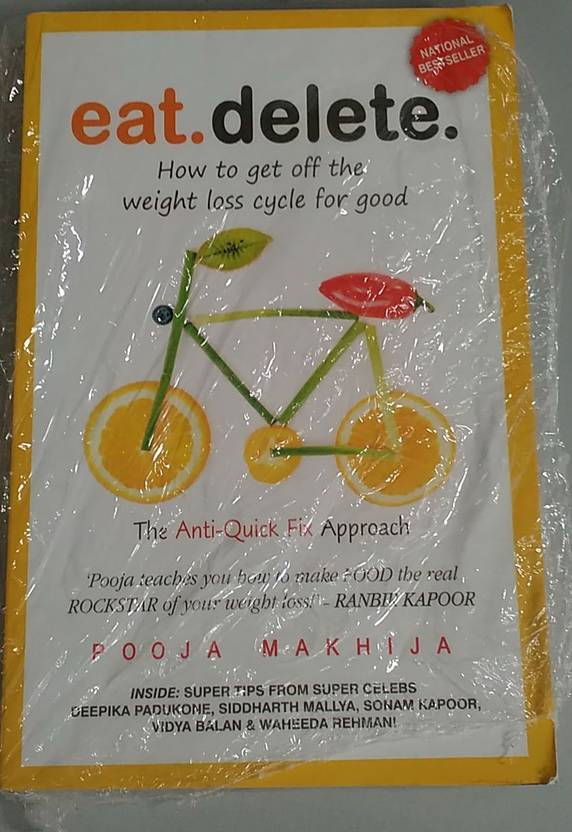 NATIONAL
BESTSELLER
eat.delete.
How to get off the
weight loss cycle for good
The Anti-Quick Fix Approach
'Pooja teaches you how to make FOOD the real
ROCKSTAR of your weight loss!' – RANBIR KAPOOR
POOJA MAKHIJA
INSIDE: SUPER TIPS FROM SUPER CELEBS
DEEPIKA PADUKONE, SIDDHARTH MALLYA, SONAM KAPOOR,
VIDYA BALAN & WAHEEDA REHMAN!